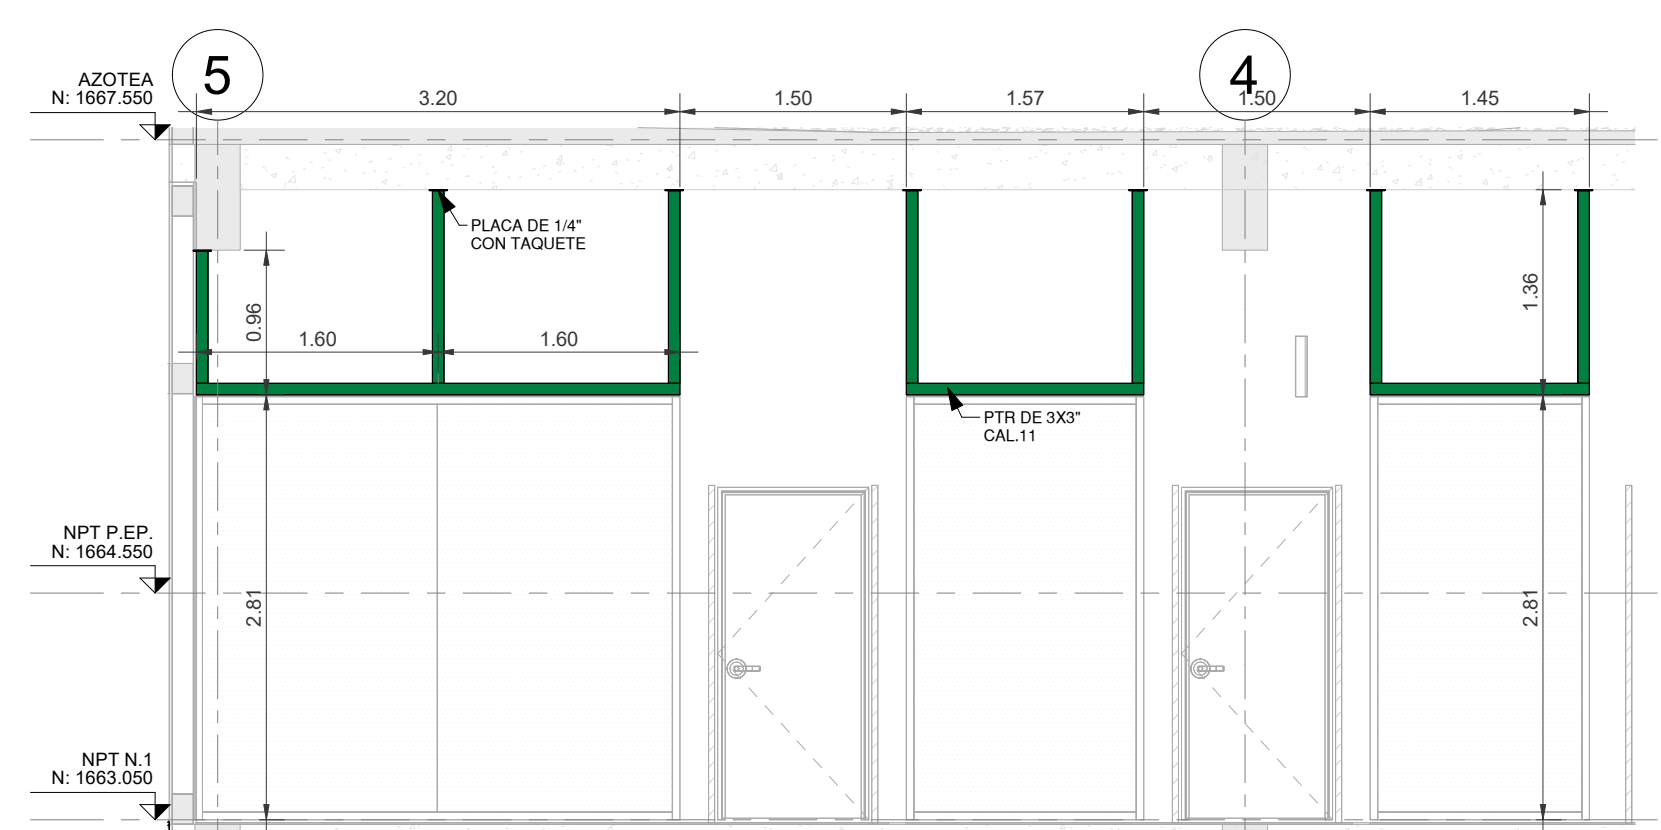 5
4
AZOTEA
N: 1667.550
3.20
1.50
1.57
1.50
1.45
PLACA DE 1/4"
CON TAQUETE
0.96
1.60
1.60
1.36
PTR DE 3X3"
CAL.11
NPT P.EP.
N: 1664.550
2.81
2.81
NPT N.1
N: 1663.050